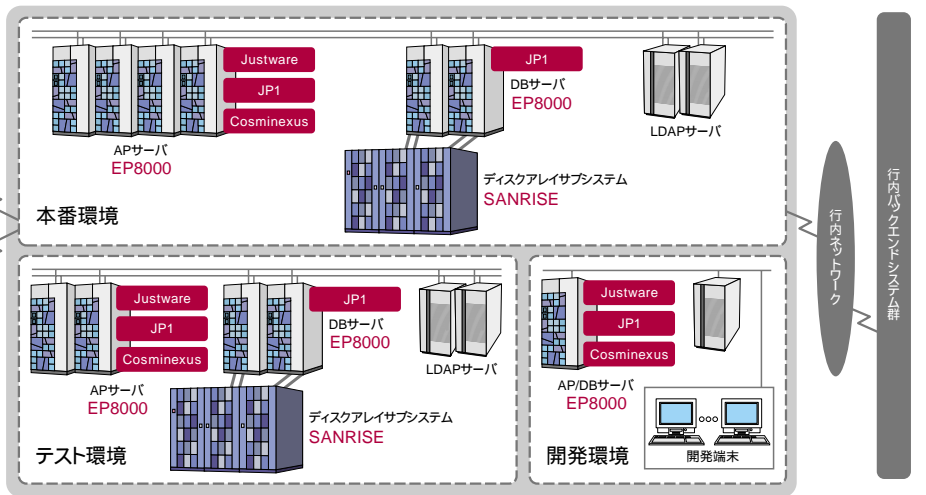 Justware
JP1
Cosminexus
APサーバ
EP8000
JP1
DBサーバ
EP8000
LDAPサーバ
ディスクアレイサブシステム
SANRISE
本番環境
Justware
JP1
Cosminexus
APサーバ
EP8000
JP1
DBサーバ
EP8000
LDAPサーバ
ディスクアレイサブシステム
SANRISE
テスト環境
Justware
JP1
Cosminexus
AP/DBサーバ
EP8000
開発端末
開発環境
行内ネットワーク
行内バックエンドシステム群